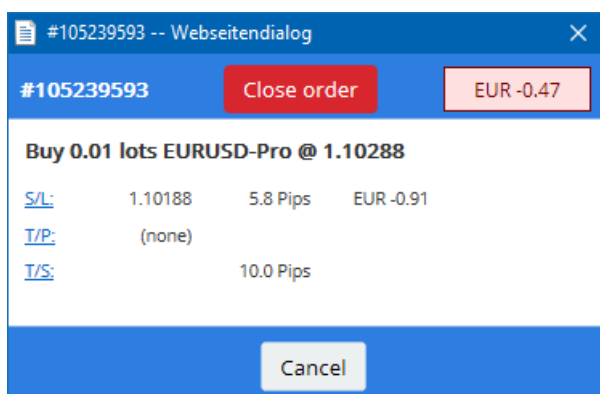 #105239593 -- Webseitendialog
#105239593 Close order EUR -0.47
Buy 0.01 lots EURUSD-Pro @ 1.10288
S/L: 1.10188 5.8 Pips EUR -0.91
T/P: (none)
T/S: 10.0 Pips
Cancel